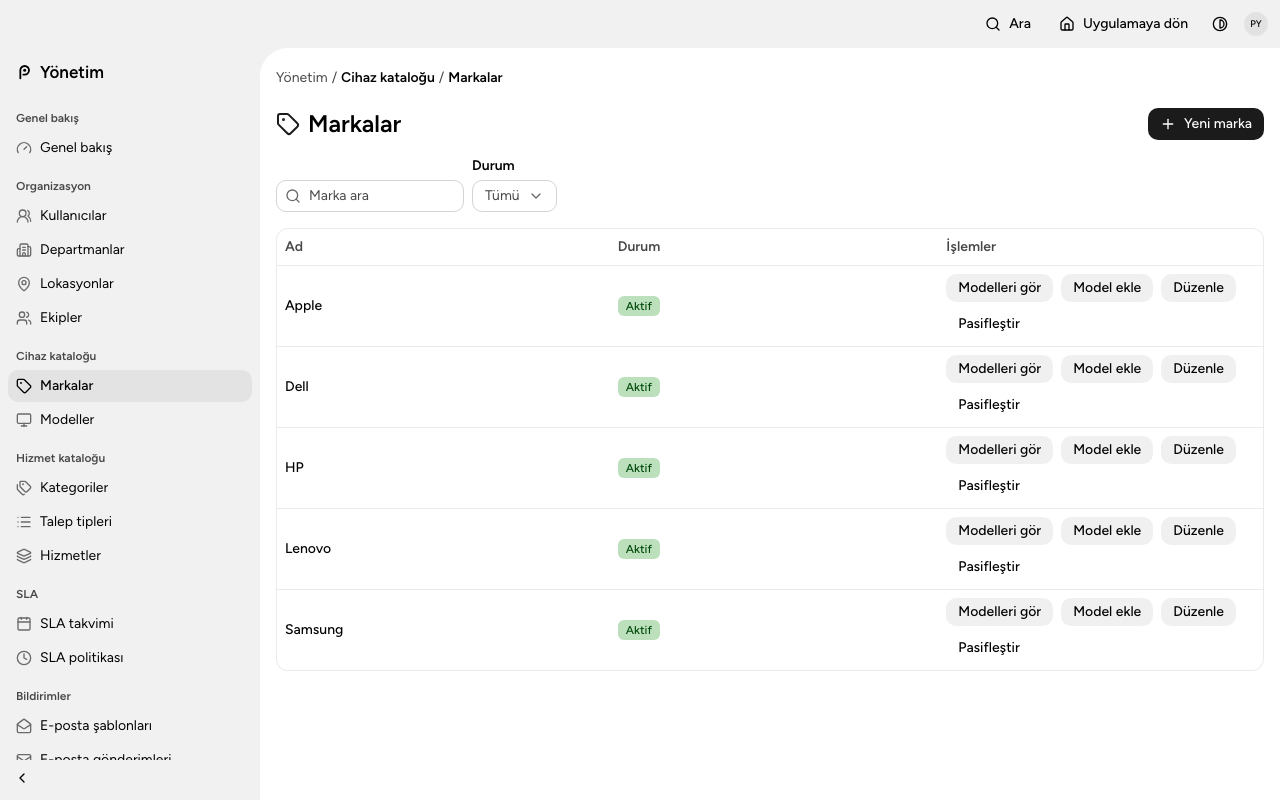 Ara
Uygulamaya dön
PY
Yönetim
Genel bakış
Genel bakış
Organizasyon
Kullanıcılar
Departmanlar
Lokasyonlar
Ekipler
Cihaz kataloğu
Markalar
Modeller
Hizmet kataloğu
Kategoriler
Talep tipleri
Hizmetler
SLA
SLA takvimi
SLA politikası
Bildirimler
E-posta şablonları
E-posta gönderimleri
Yönetim / Cihaz kataloğu / Markalar
Markalar
Yeni marka
Durum
Marka ara
Tümü
Ad Durum İşlemler
Apple Aktif Modelleri gör Model ekle Düzenle
Pasifleştir
Dell Aktif Modelleri gör Model ekle Düzenle
Pasifleştir
HP Aktif Modelleri gör Model ekle Düzenle
Pasifleştir
Lenovo Aktif Modelleri gör Model ekle Düzenle
Pasifleştir
Samsung Aktif Modelleri gör Model ekle Düzenle
Pasifleştir